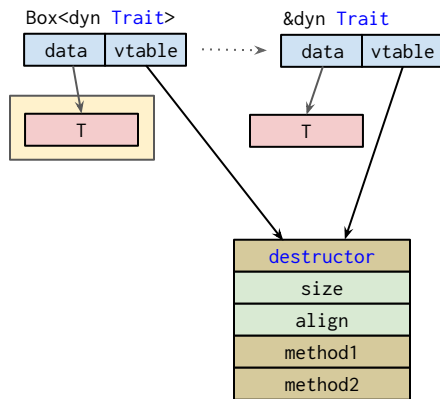 Box<dyn Trait>
&dyn Trait
data vtable
data vtable
T
T
destructor
size
align
method1
method2